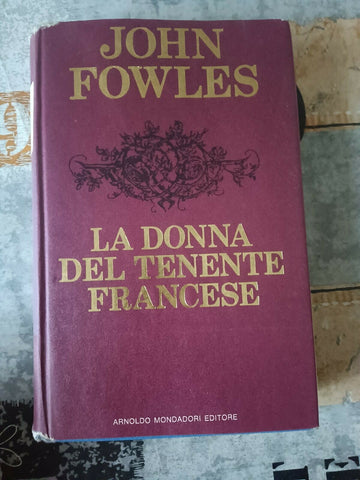 JOHN
FOWLES
LA DONNA
DEL TENENTE
FRANCESE
ARNOLDO MONDADORI EDITORE